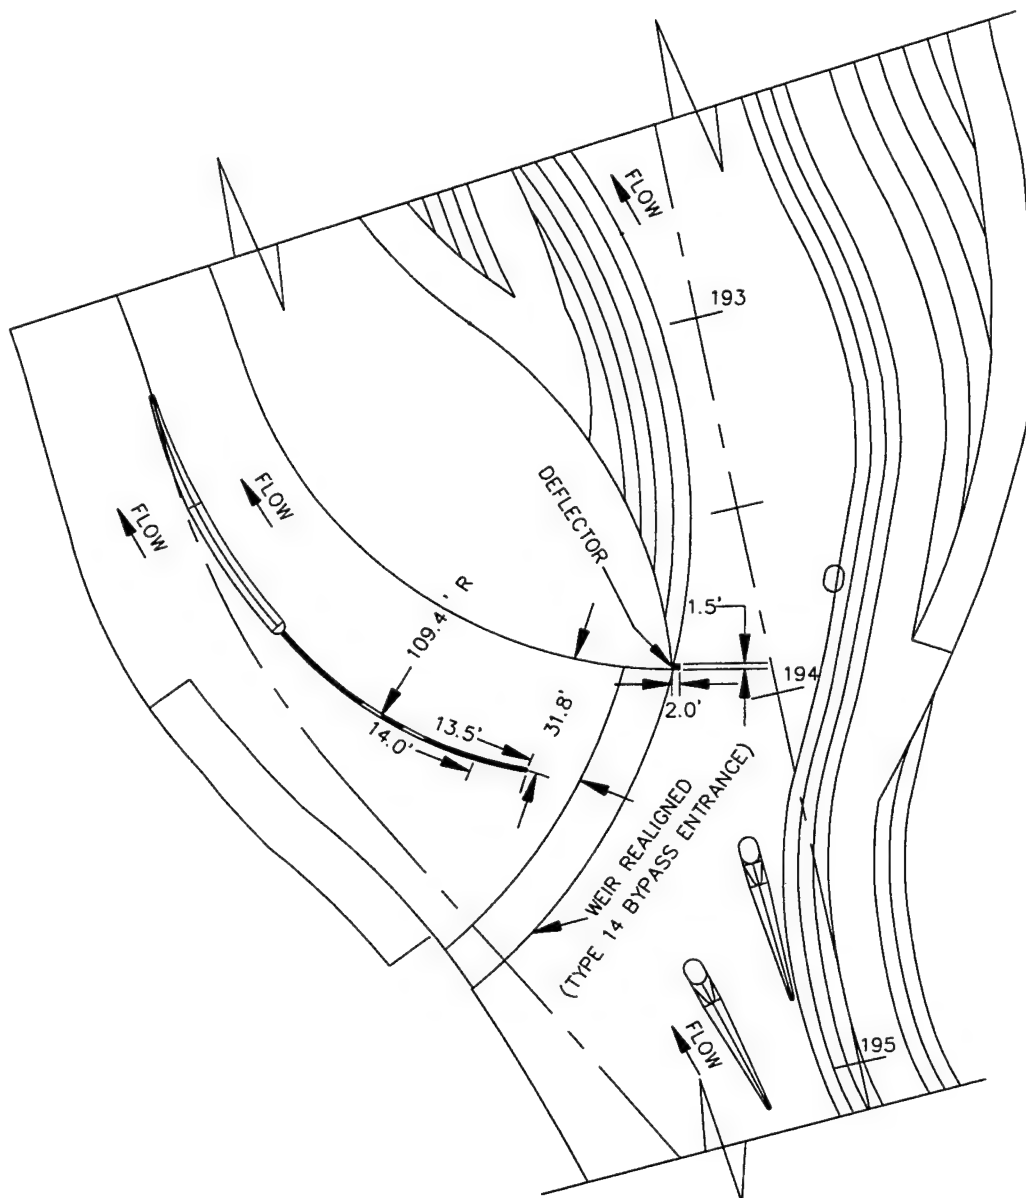 FLOW
193
DEFLECTOR
FLOW
FLOW
109.4' R
1.5'
194
2.0'
31.8'
13.5'
14.0'
WEIR REALIGNED
(TYPE 14 BYPASS ENTRANCE)
FLOW
195